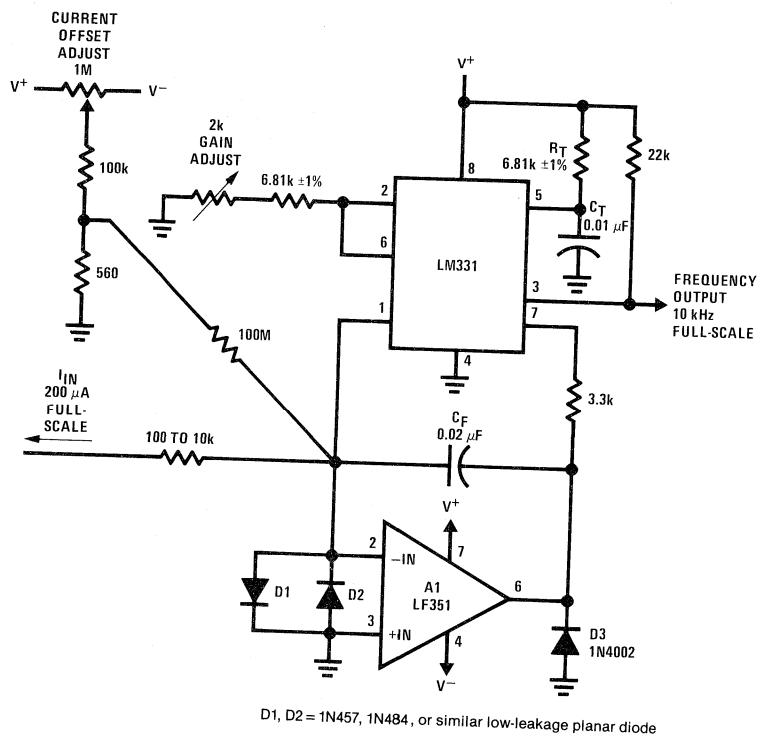 CURRENT
OFFSET
ADJUST
1M
V+
V−
100k
560
2k
GAIN
ADJUST
6.81k ±1%
V+
8
RT
6.81k ±1%
22k
2
5
CT
0.01 µF
6
LM331
3
FREQUENCY
OUTPUT
10 kHz
FULL-SCALE
1
7
4
100M
3.3k
IIN
200 µA
FULL-
SCALE
100 TO 10k
CF
0.02 µF
V+
7
2
−IN
D1
D2
A1
LF351
6
3
+IN
4
V−
D3
1N4002
D1, D2 = 1N457, 1N484, or similar low-leakage planar diode